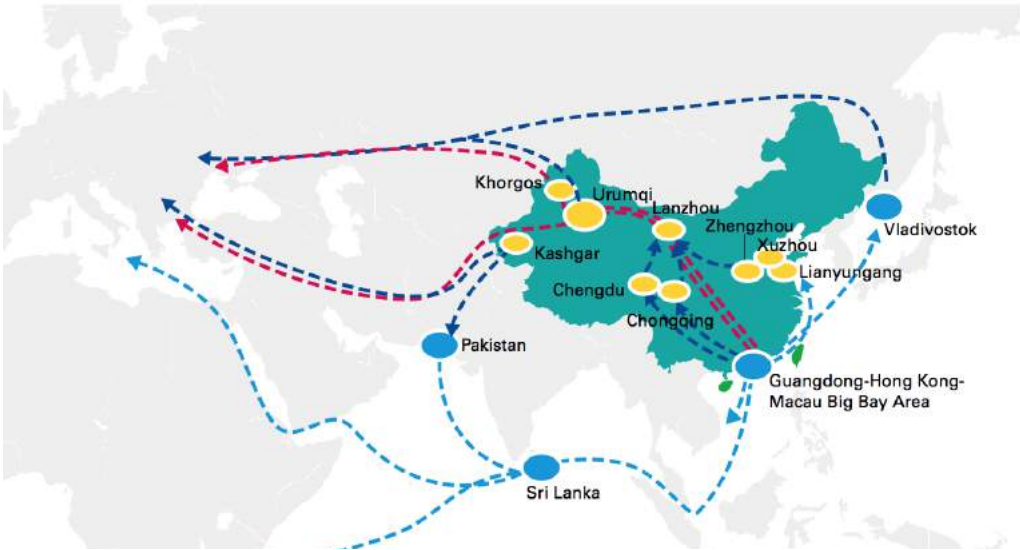 Khorgos
Urumqi
Lanzhou
Zhengzhou
Xuzhou
Vladivostok
Kashgar
Lianyungang
Chengdu
Chongqing
Pakistan
Guangdong-Hong Kong-
Macau Big Bay Area
Sri Lanka